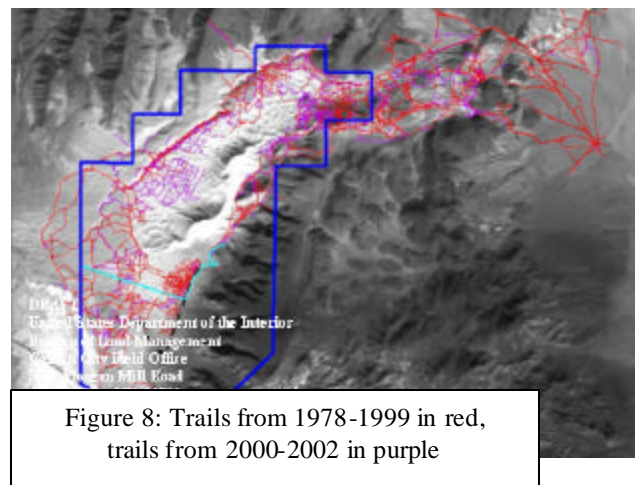 United States Department of the Interior
Bureau of Land Management
City Field Office
Mill Road
Figure 8: Trails from 1978-1999 in red,
trails from 2000-2002 in purple